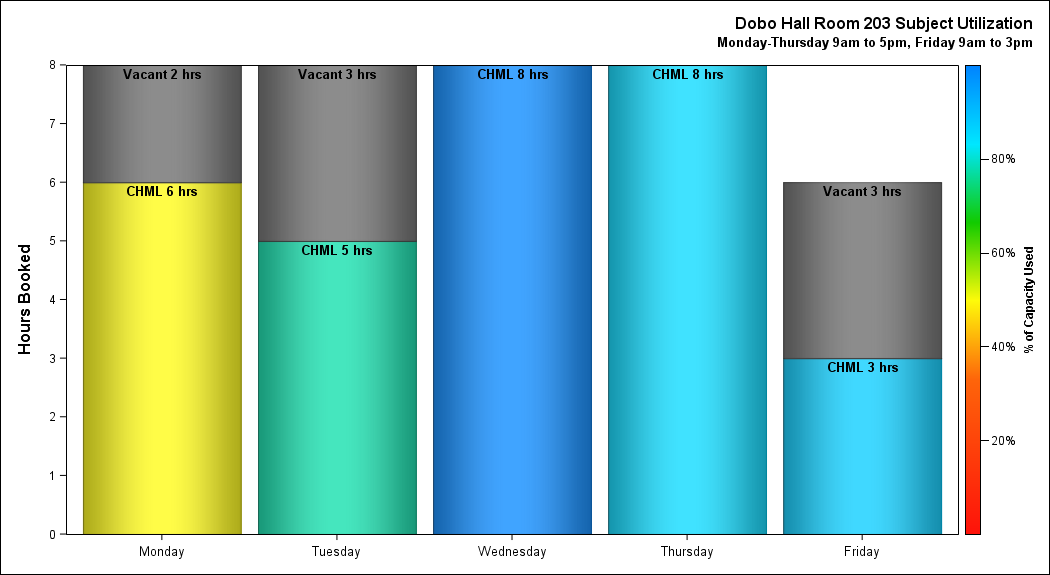 Dobo Hall Room 203 Subject Utilization
Monday-Thursday 9am to 5pm, Friday 9am to 3pm
Hours Booked
8
7
6
5
4
3
2
1
0
Vacant 2 hrs
CHML 6 hrs
Vacant 3 hrs
CHML 5 hrs
CHML 8 hrs
CHML 8 hrs
Vacant 3 hrs
CHML 3 hrs
Monday
Tuesday
Wednesday
Thursday
Friday
80%
60%
40%
20%
% of Capacity Used